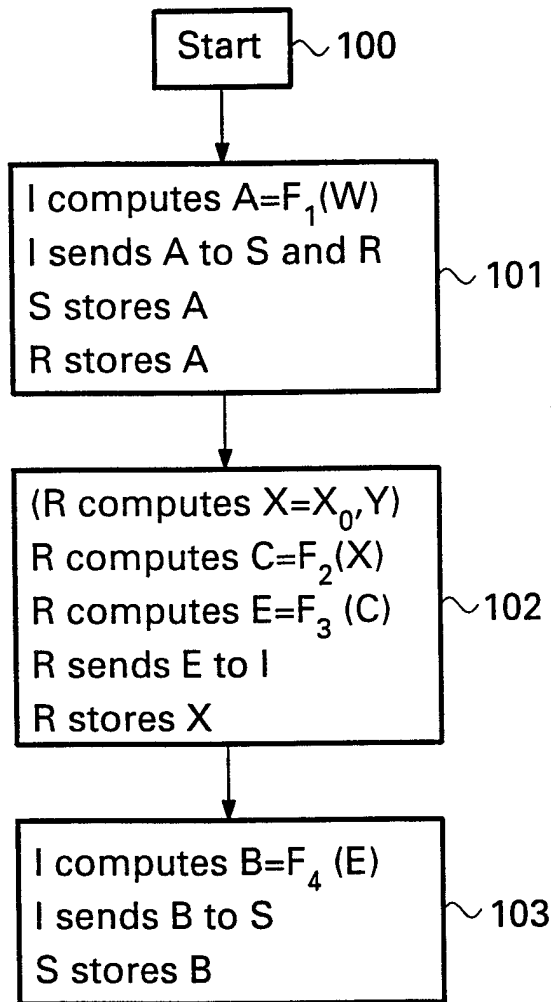 Start 100
I computes A=F₁(W)
I sends A to S and R
S stores A
R stores A
101
(R computes X=X₀,Y)
R computes C=F₂(X)
R computes E=F₃ (C)
R sends E to I
R stores X
102
I computes B=F₄ (E)
I sends B to S
S stores B
103